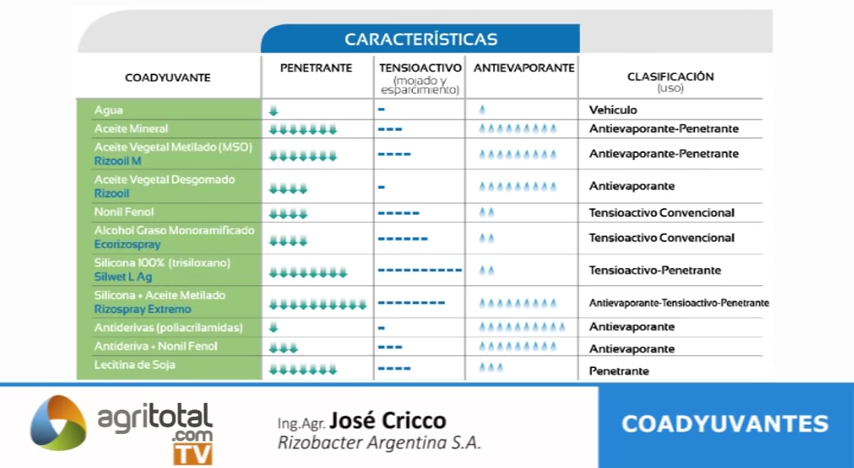 CARACTERÍSTICAS
COADYUVANTE
PENETRANTE
TENSIOACTIVO
(mojado y
esparcimiento)
ANTIEVAPORANTE
CLASIFICACIÓN
(uso)
Agua
Vehículo
Aceite Mineral
Antievaporante-Penetrante
Aceite Vegetal Metilado (MSO)
Rizooil M
Antievaporante-Penetrante
Aceite Vegetal Desgomado
Rizooil
Antievaporante
Nonil Fenol
Tensioactivo Convencional
Alcohol Graso Monoramificado
Ecorizospray
Tensioactivo Convencional
Silicona 100% (trisiloxano)
Silwet L Ag
Tensioactivo-Penetrante
Silicona + Aceite Metilado
Rizospray Extremo
Antievaporante-Tensioactivo-Penetrante
Antiderivas (poliacrilamidas)
Antievaporante
Antideriva + Nonil Fenol
Antievaporante
Lecitina de Soja
Penetrante
agritotal
.com
TV
Ing.Agr. José Cricco
Rizobacter Argentina S.A.
COADYUVANTES